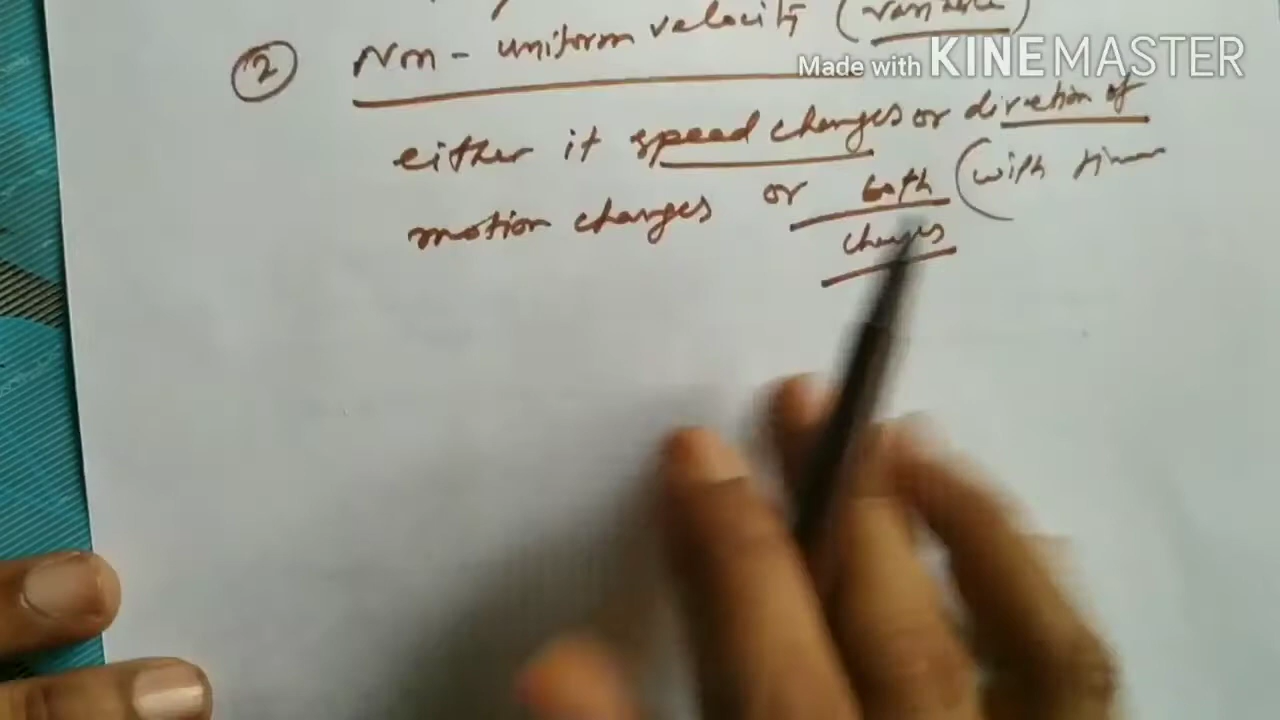 ② Non - uniform velocity (variable)
Made with KINEMASTER
either it speed changes or direction of
motion changes or both (with time
changes